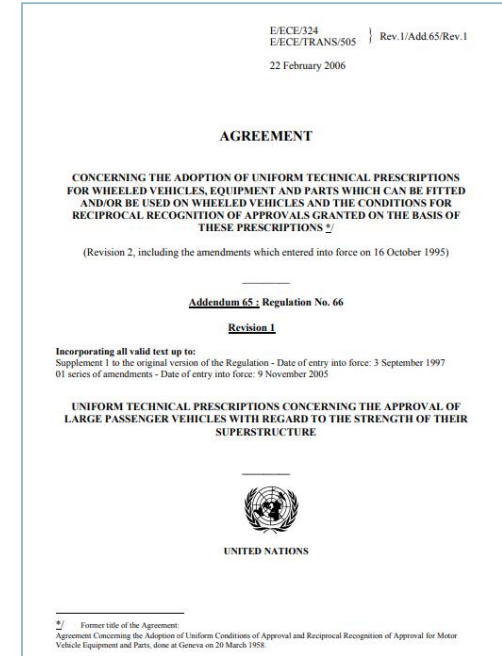 E/ECE/324
E/ECE/TRANS/505
} Rev.1/Add.65/Rev.1
22 February 2006
AGREEMENT
CONCERNING THE ADOPTION OF UNIFORM TECHNICAL PRESCRIPTIONS
FOR WHEELED VEHICLES, EQUIPMENT AND PARTS WHICH CAN BE FITTED
AND/OR BE USED ON WHEELED VEHICLES AND THE CONDITIONS FOR
RECIPROCAL RECOGNITION OF APPROVALS GRANTED ON THE BASIS OF
THESE PRESCRIPTIONS */
(Revision 2, including the amendments which entered into force on 16 October 1995)
Addendum 65 : Regulation No. 66
Revision 1
Incorporating all valid text up to:
Supplement 1 to the original version of the Regulation - Date of entry into force: 3 September 1997
01 series of amendments - Date of entry into force: 9 November 2005
UNIFORM TECHNICAL PRESCRIPTIONS CONCERNING THE APPROVAL OF
LARGE PASSENGER VEHICLES WITH REGARD TO THE STRENGTH OF THEIR
SUPERSTRUCTURE
UNITED NATIONS
*/ Former title of the Agreement:
Agreement Concerning the Adoption of Uniform Conditions of Approval and Reciprocal Recognition of Approval for Motor
Vehicle Equipment and Parts, done at Geneva on 20 March 1958.